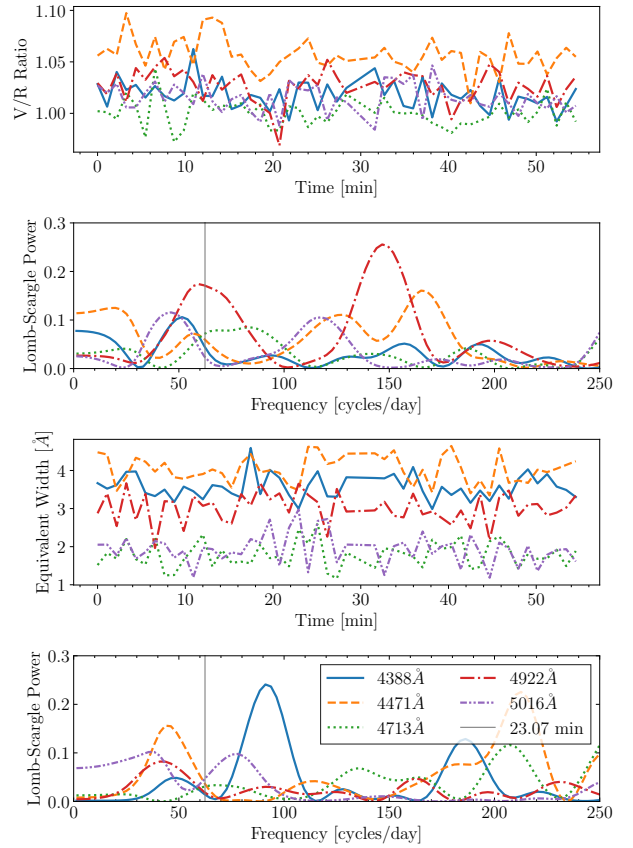 V/R Ratio
1.10
1.05
1.00
0 10 20 30 40 50
Time [min]
Lomb-Scargle Power
0.3
0.2
0.1
0.0
0 50 100 150 200 250
Frequency [cycles/day]
Equivalent Width [Å]
4
3
2
1
0 10 20 30 40 50
Time [min]
Lomb-Scargle Power
0.3
0.2
0.1
0.0
4388Å 4922Å
4471Å 5016Å
4713Å 23.07 min
0 50 100 150 200 250
Frequency [cycles/day]